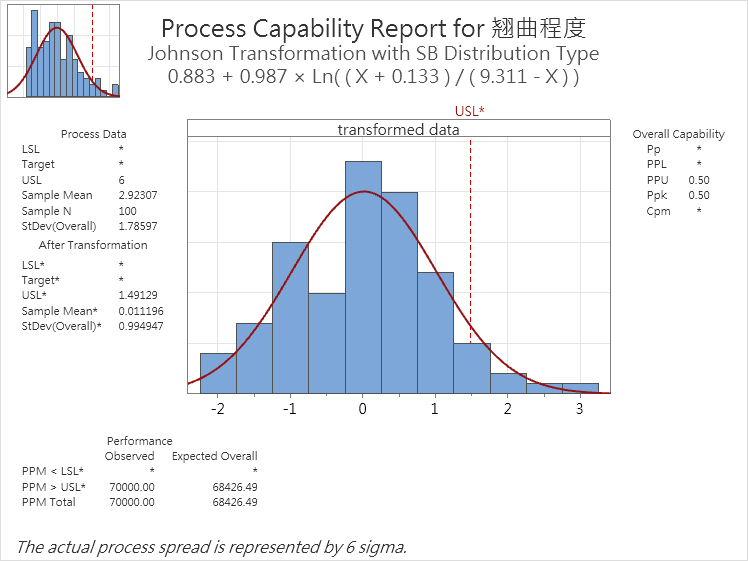 Process Capability Report for 翘曲程度
Johnson Transformation with SB Distribution Type
0.883 + 0.987 × Ln( ( X + 0.133 ) / ( 9.311 - X ) )
USL*
transformed data
Process Data
LSL *
Target *
USL 6
Sample Mean 2.92307
Sample N 100
StDev(Overall) 1.78597
After Transformation
LSL* *
Target* *
USL* 1.49129
Sample Mean* 0.011196
StDev(Overall)* 0.994947
Overall Capability
Pp *
PPL *
PPU 0.50
Ppk 0.50
Cpm *
-2 -1 0 1 2 3
Performance
Observed Expected Overall
PPM < LSL* * *
PPM > USL* 70000.00 68426.49
PPM Total 70000.00 68426.49
The actual process spread is represented by 6 sigma.